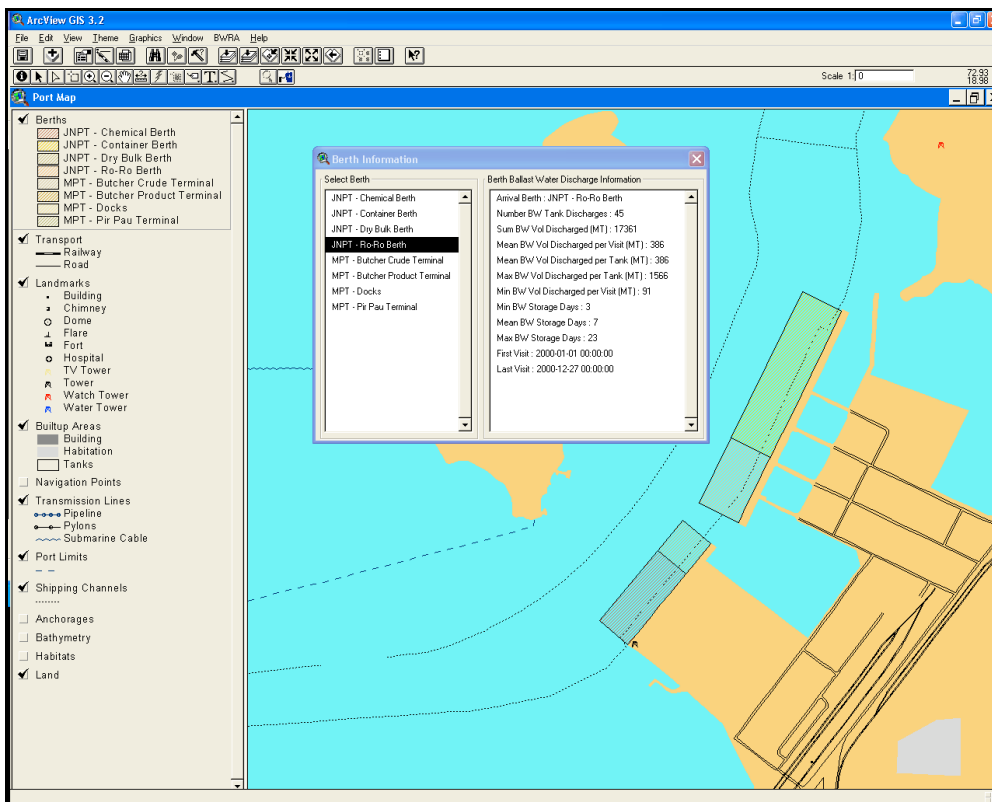 ArcView GIS 3.2
File Edit View Theme Graphics Window BWRA Help
Scale 1: 0
72.93
18.98
Port Map
Berths
JNPT - Chemical Berth
JNPT - Container Berth
JNPT - Dry Bulk Berth
JNPT - Ro-Ro Berth
MPT - Butcher Crude Terminal
MPT - Butcher Product Terminal
MPT - Docks
MPT - Pir Pau Terminal
Transport
Railway
Road
Landmarks
Building
Chimney
Dome
Flare
Fort
Hospital
TV Tower
Tower
Watch Tower
Water Tower
Builtup Areas
Building
Habitation
Tanks
Navigation Points
Transmission Lines
Pipeline
Pylons
Submarine Cable
Port Limits
Shipping Channels
Anchorages
Bathymetry
Habitats
Land
Berth Information
Select Berth
JNPT - Chemical Berth
JNPT - Container Berth
JNPT - Dry Bulk Berth
JNPT - Ro-Ro Berth
MPT - Butcher Crude Terminal
MPT - Butcher Product Terminal
MPT - Docks
MPT - Pir Pau Terminal
Berth Ballast Water Discharge Information
Arrival Berth : JNPT - Ro-Ro Berth
Number BW Tank Discharges : 45
Sum BW Vol Discharged (MT) : 17361
Mean BW Vol Discharged per Visit (MT) : 386
Mean BW Vol Discharged per Tank (MT) : 386
Max BW Vol Discharged per Tank (MT) : 1566
Min BW Vol Discharged per Visit (MT) : 91
Min BW Storage Days : 3
Mean BW Storage Days : 7
Max BW Storage Days : 23
First Visit : 2000-01-01 00:00:00
Last Visit : 2000-12-27 00:00:00